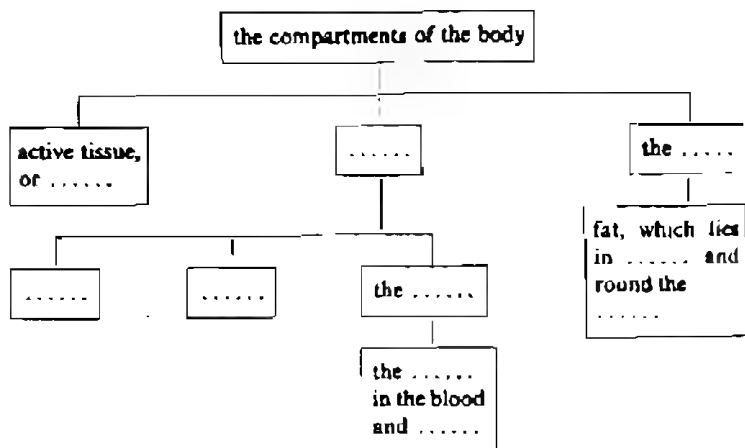 the compartments of the body
active tissue,
or ......
......
the .....
fat, which lies
in ...... and
round the
......
......
......
the ......
the ......
in the blood
and ......